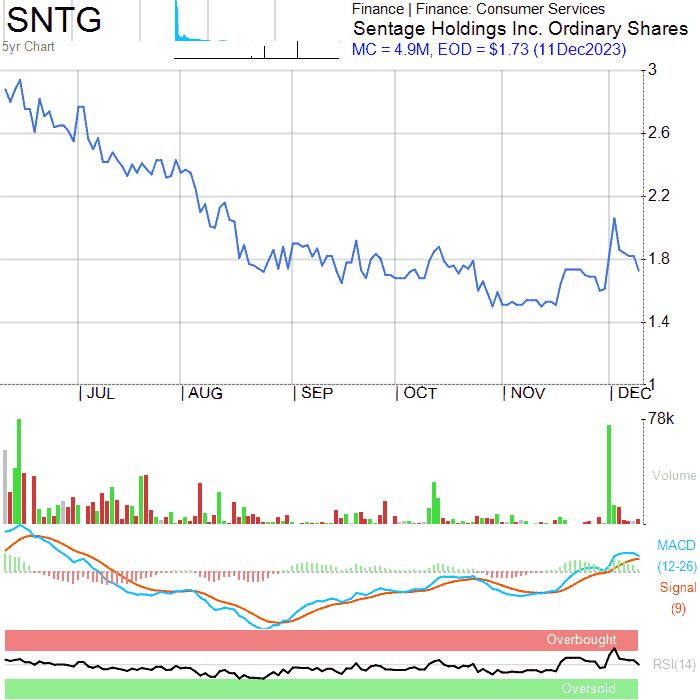 SNTG
5yr Chart
Finance | Finance: Consumer Services
Sentage Holdings Inc. Ordinary Shares
MC = 4.9M, EOD = $1.73 (11Dec2023)
3
2.6
2.2
1.8
1.4
1
| JUL | AUG | SEP | OCT | NOV | DEC
78k
Volume
MACD
(12-26)
Signal
(9)
Overbought
RSI(14)
Oversold